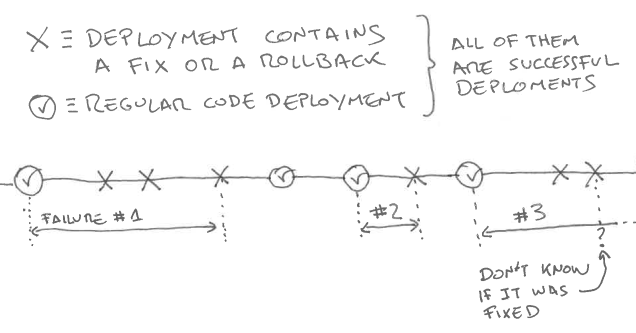 X ≡ DEPLOYMENT CONTAINS
A FIX OR A ROLLBACK
✓ ≡ REGULAR CODE DEPLOYMENT
ALL OF THEM
ARE SUCCESSFUL
DEPLOMENTS
FAILURE #1
#2
#3
?
DON'T KNOW
IF IT WAS
FIXED